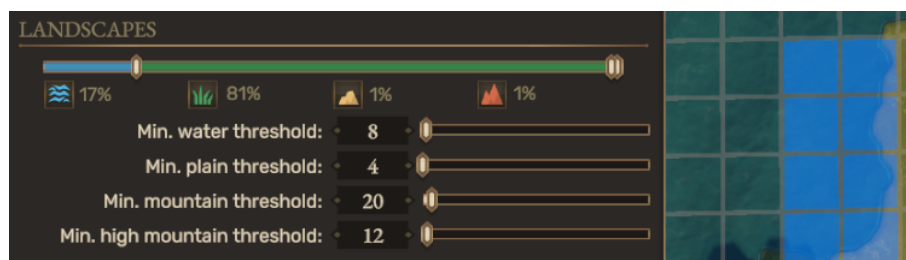 LANDSCAPES
17% 81% 1% 1%
Min. water threshold: 8
Min. plain threshold: 4
Min. mountain threshold: 20
Min. high mountain threshold: 12